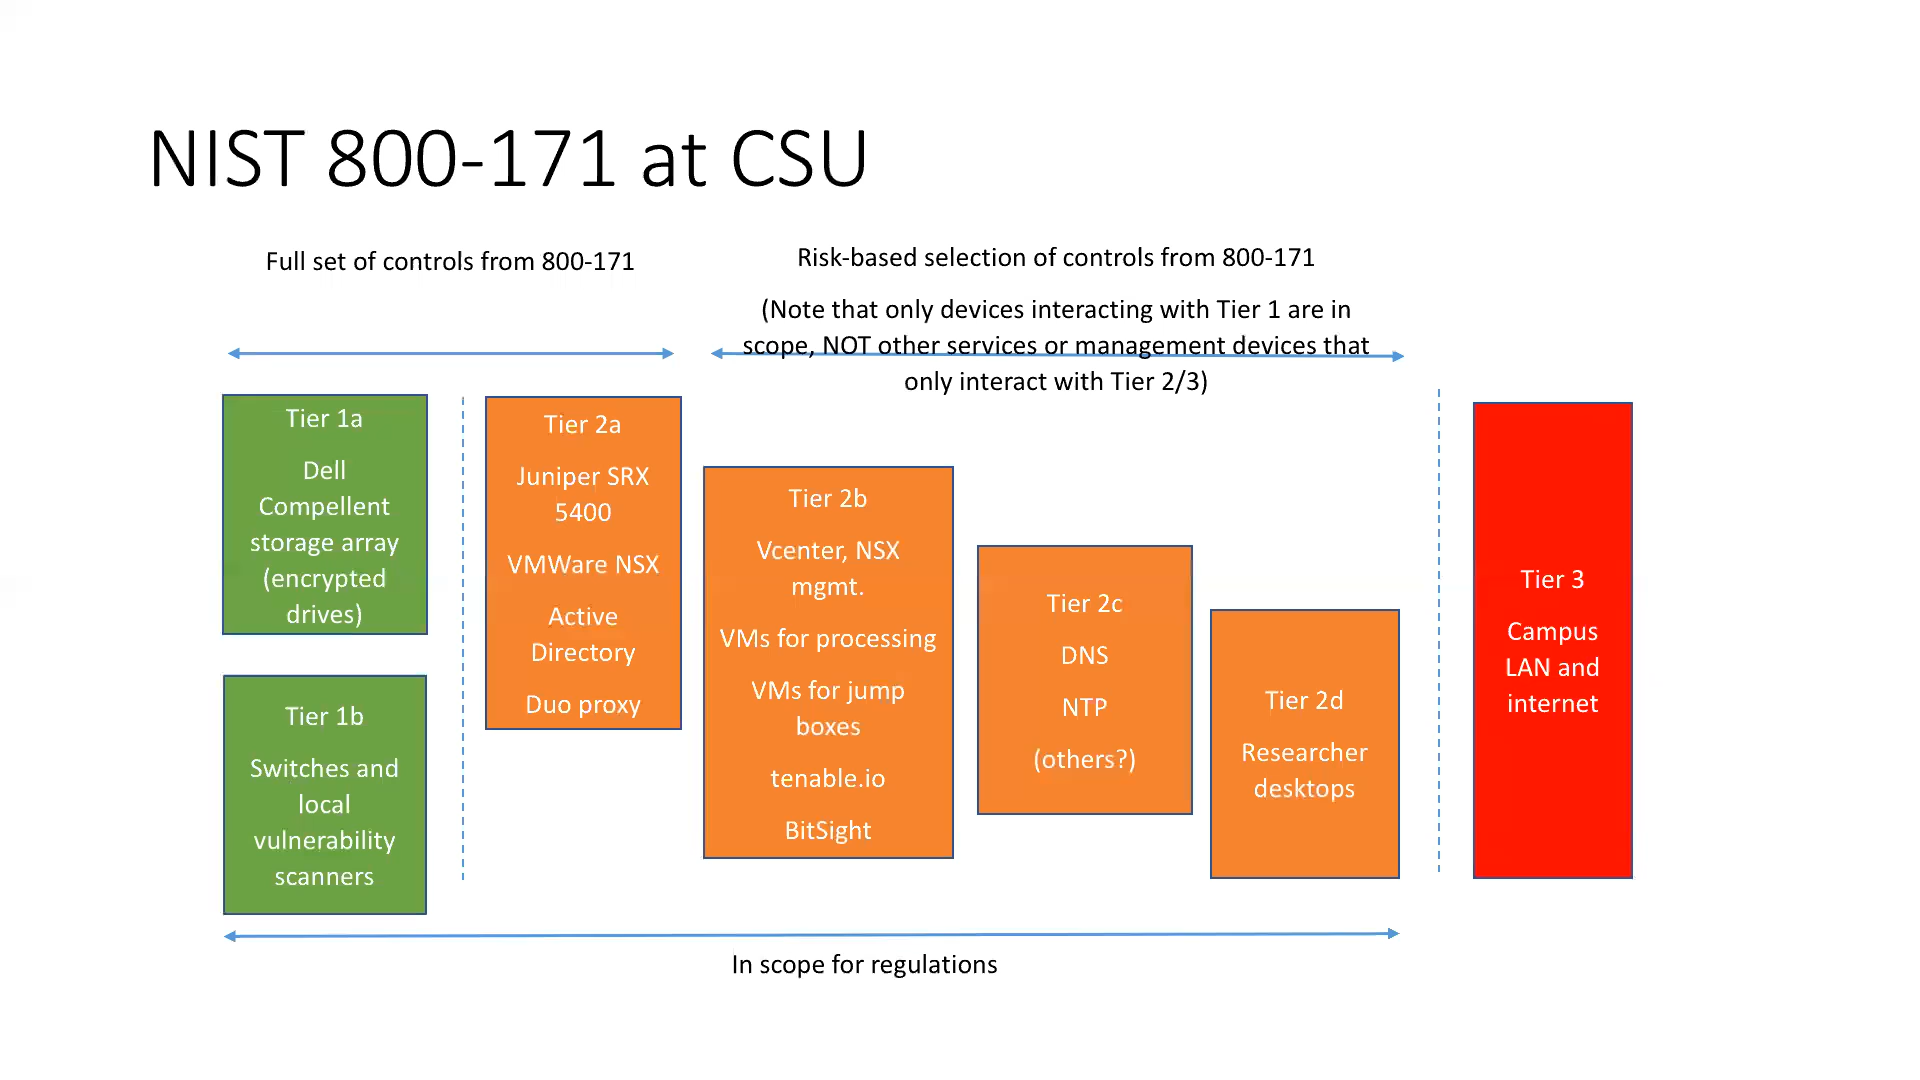 NIST 800-171 at CSU
Full set of controls from 800-171
Risk-based selection of controls from 800-171
(Note that only devices interacting with Tier 1 are in
scope, NOT other services or management devices that
only interact with Tier 2/3)
Tier 1a
Dell
Compellent
storage array
(encrypted
drives)
Tier 1b
Switches and
local
vulnerability
scanners
Tier 2a
Juniper SRX
5400
VMWare NSX
Active
Directory
Duo proxy
Tier 2b
Vcenter, NSX
mgmt.
VMs for processing
VMs for jump
boxes
tenable.io
BitSight
Tier 2c
DNS
NTP
(others?)
Tier 2d
Researcher
desktops
Tier 3
Campus
LAN and
internet
In scope for regulations